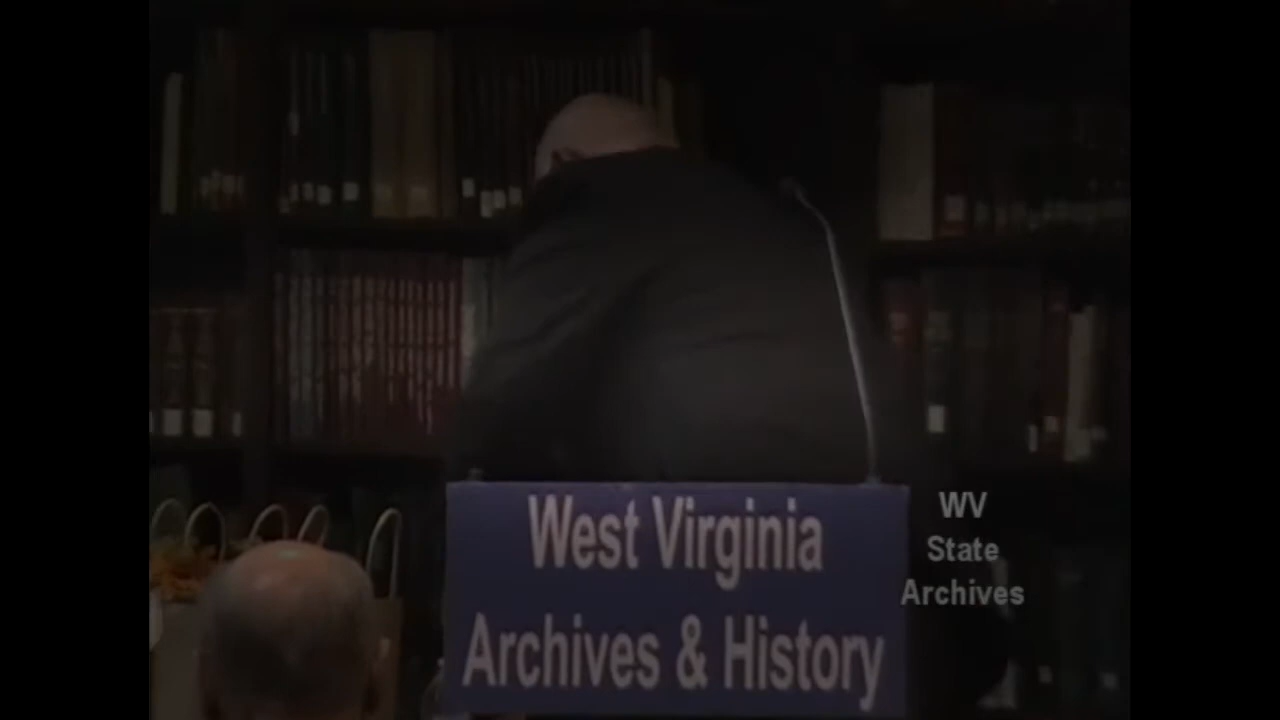 West Virginia
Archives & History
WV
State
Archives